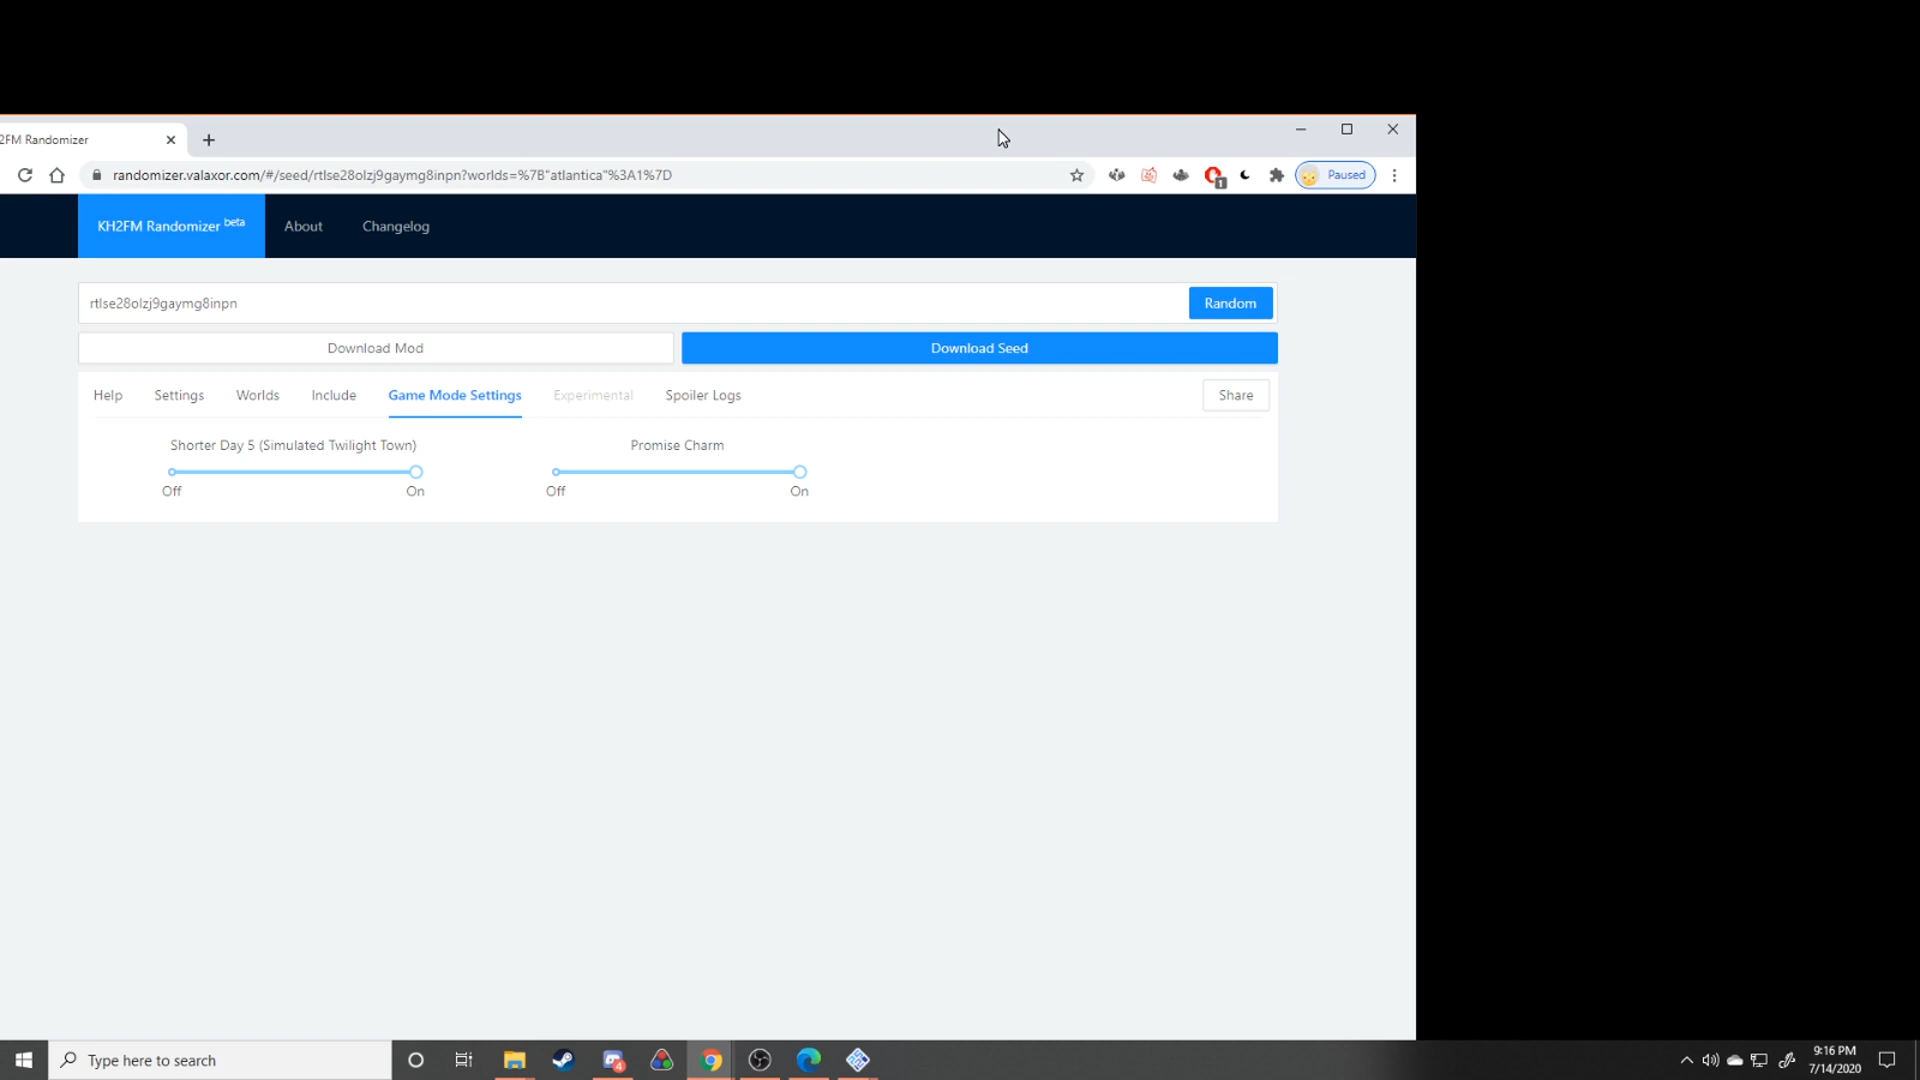 2FM Randomizer
randomizer.valaxor.com/#/seed/rtlse28olzj9gaymg8inpn?worlds=%7B"atlantica"%3A1%7D
1
Paused
KH2FM Randomizer beta
About
Changelog
rtlse28olzj9gaymg8inpn
Random
Download Mod
Download Seed
Help
Settings
Worlds
Include
Game Mode Settings
Experimental
Spoiler Logs
Share
Shorter Day 5 (Simulated Twilight Town)
Promise Charm
Off
On
Off
On
Type here to search
4
9:16 PM
7/14/2020